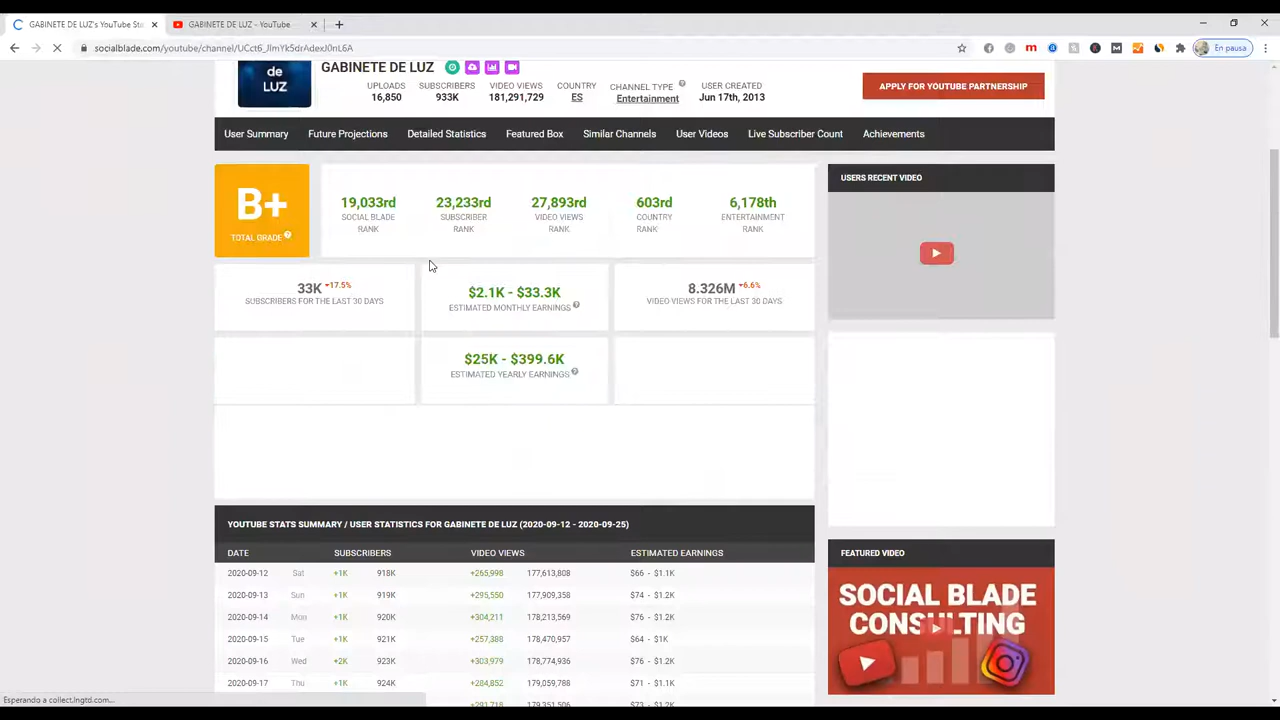 GABINETE DE LUZ's YouTube Sta
GABINETE DE LUZ - YouTube
socialblade.com/youtube/channel/UCct6_JImYk5drAdexJ0nL6A
En pausa
de
LUZ
GABINETE DE LUZ
UPLOADS
16,850
SUBSCRIBERS
933K
VIDEO VIEWS
181,291,729
COUNTRY
ES
CHANNEL TYPE
Entertainment
USER CREATED
Jun 17th, 2013
APPLY FOR YOUTUBE PARTNERSHIP
User Summary Future Projections Detailed Statistics Featured Box Similar Channels User Videos Live Subscriber Count Achievements
B+
TOTAL GRADE
19,033rd
SOCIAL BLADE
RANK
23,233rd
SUBSCRIBER
RANK
27,893rd
VIDEO VIEWS
RANK
603rd
COUNTRY
RANK
6,178th
ENTERTAINMENT
RANK
USERS RECENT VIDEO
33K 17.5%
SUBSCRIBERS FOR THE LAST 30 DAYS
$2.1K - $33.3K
ESTIMATED MONTHLY EARNINGS
8.326M 6.6%
VIDEO VIEWS FOR THE LAST 30 DAYS
$25K - $399.6K
ESTIMATED YEARLY EARNINGS
YOUTUBE STATS SUMMARY / USER STATISTICS FOR GABINETE DE LUZ (2020-09-12 - 2020-09-25)
DATE SUBSCRIBERS VIDEO VIEWS ESTIMATED EARNINGS
2020-09-12 Sat +1K 918K +265,998 177,613,808 $66 - $1.1K
2020-09-13 Sun +1K 919K +295,550 177,909,358 $74 - $1.2K
2020-09-14 Mon +1K 920K +304,211 178,213,569 $76 - $1.2K
2020-09-15 Tue +1K 921K +257,388 178,470,957 $64 - $1K
2020-09-16 Wed +2K 923K +303,979 178,774,936 $76 - $1.2K
2020-09-17 Thu +1K 924K +284,852 179,059,788 $71 - $1.1K
+291,718 179,351,506 $73 - $1.2K
FEATURED VIDEO
SOCIAL BLADE
CONSULTING
Esperando a collect.lngtd.com...